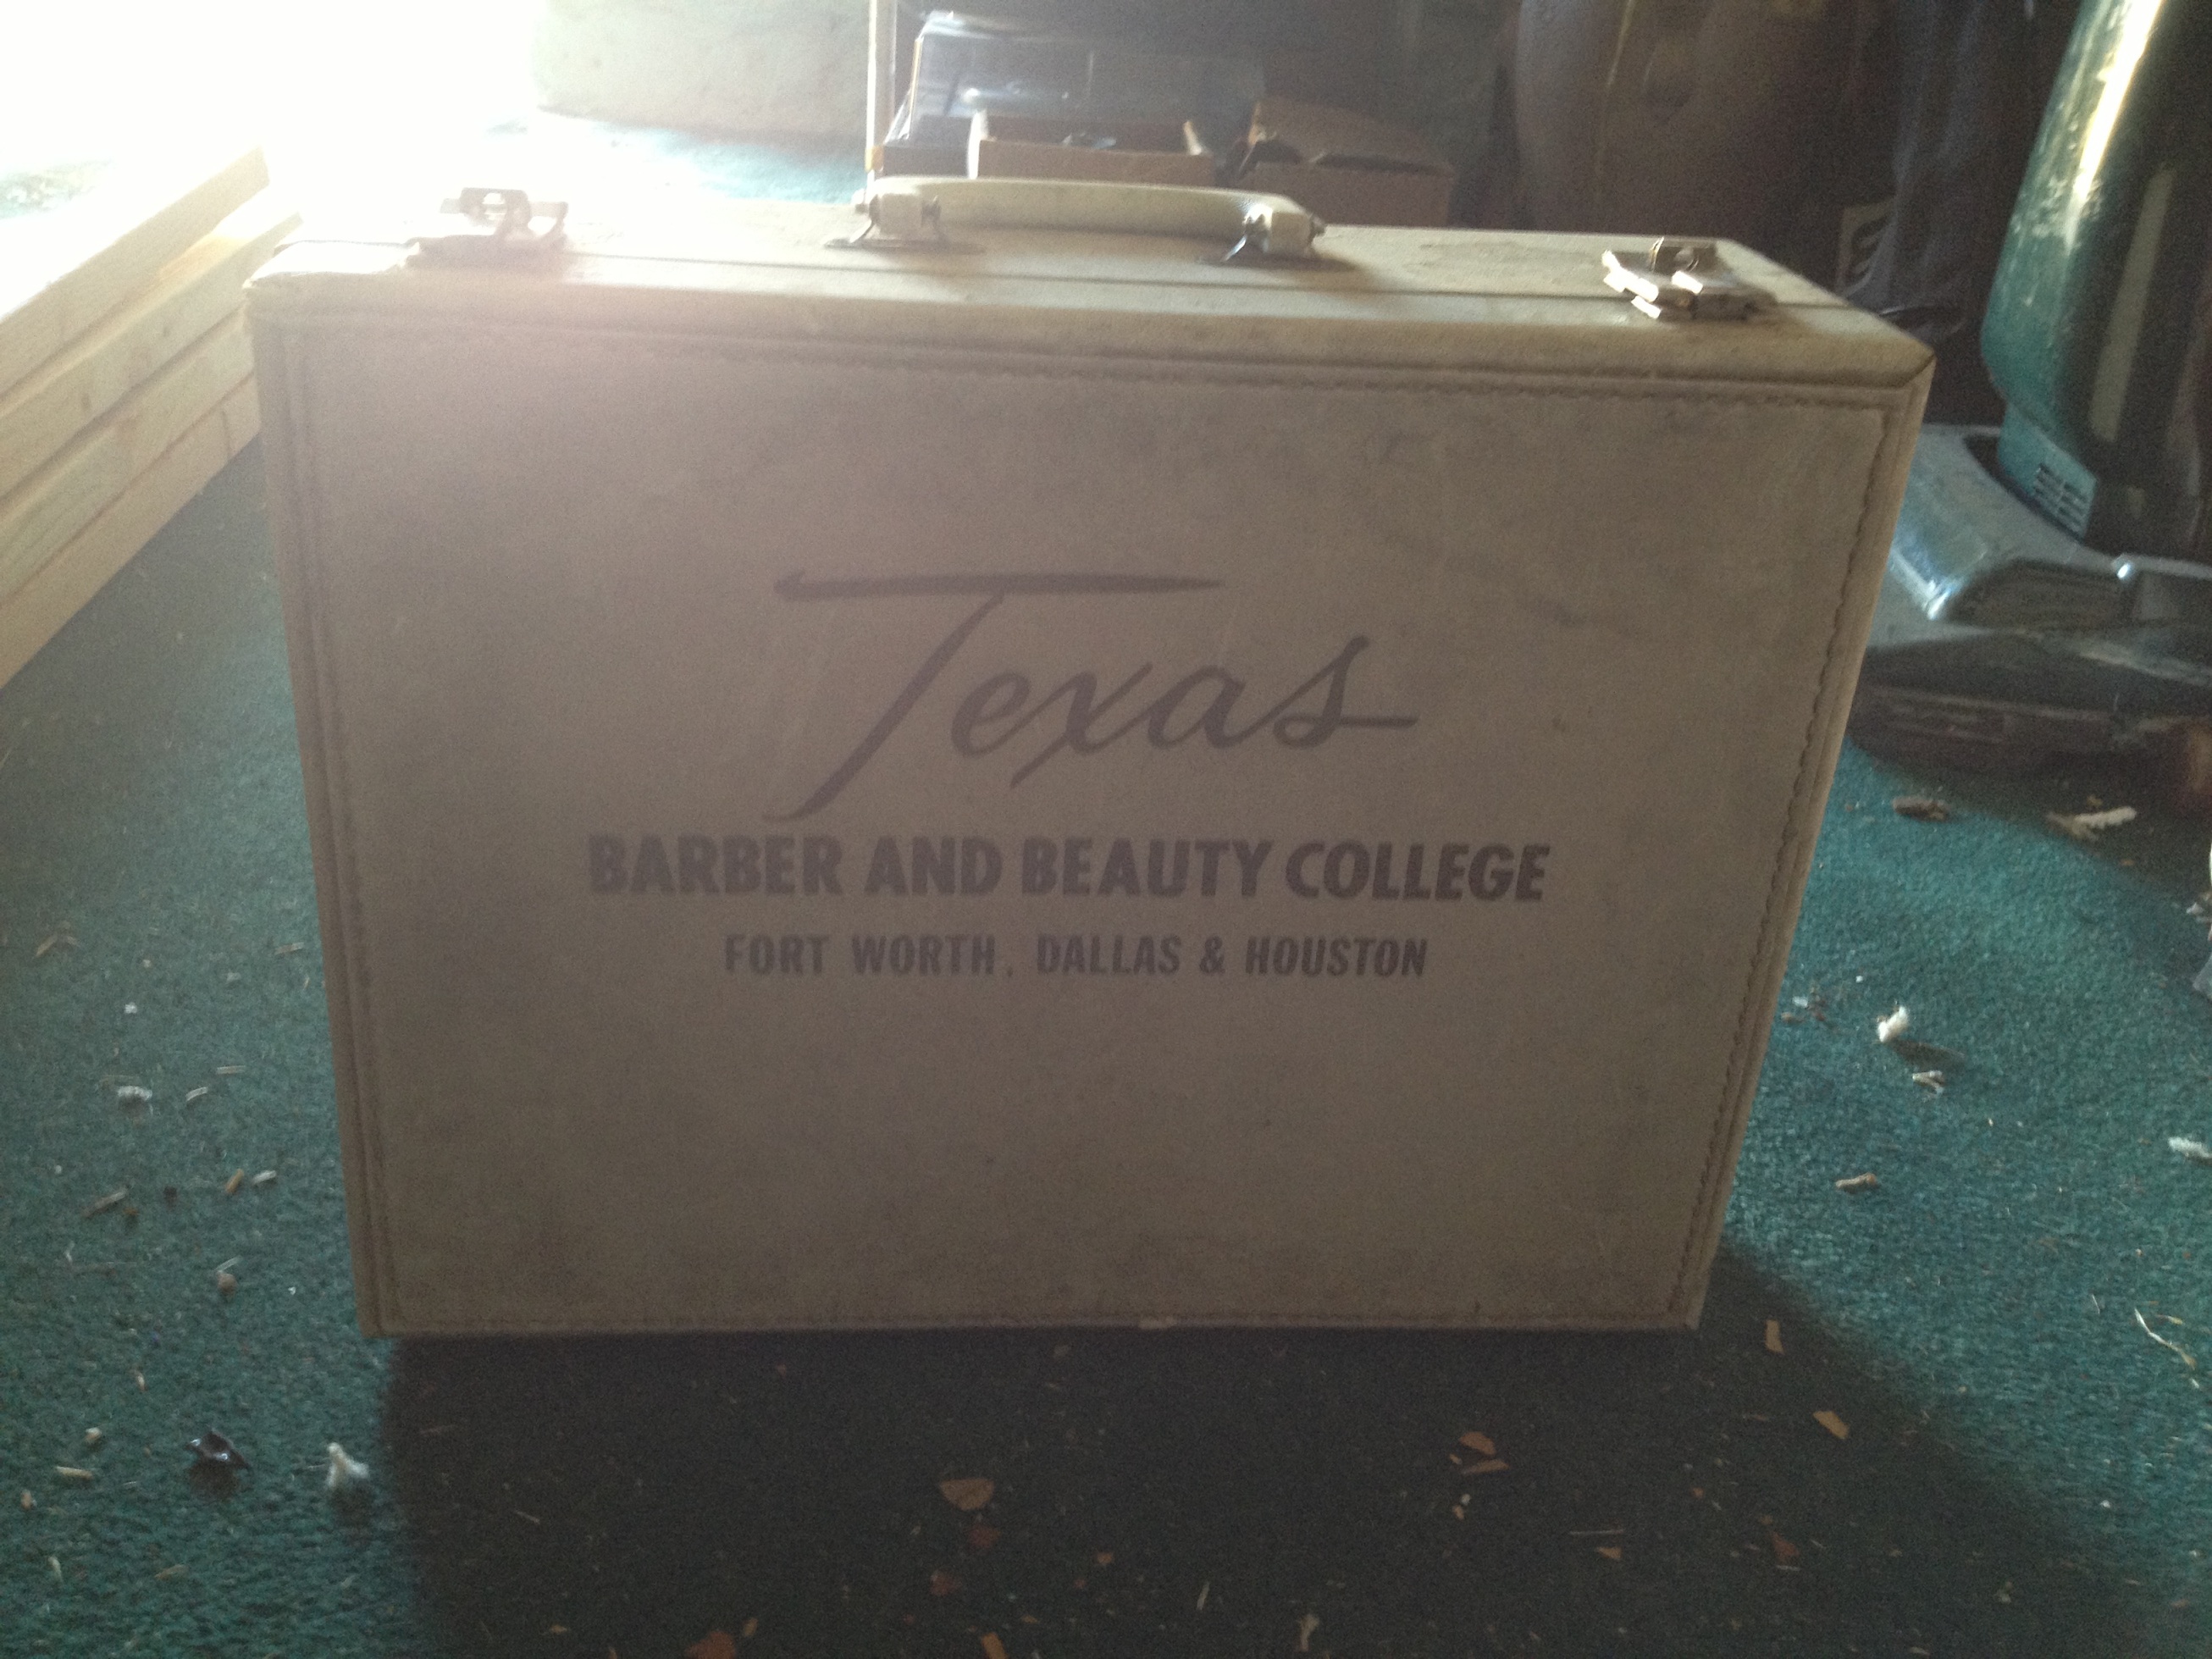 Texas
BARBER AND BEAUTY COLLEGE
FORT WORTH, DALLAS & HOUSTON